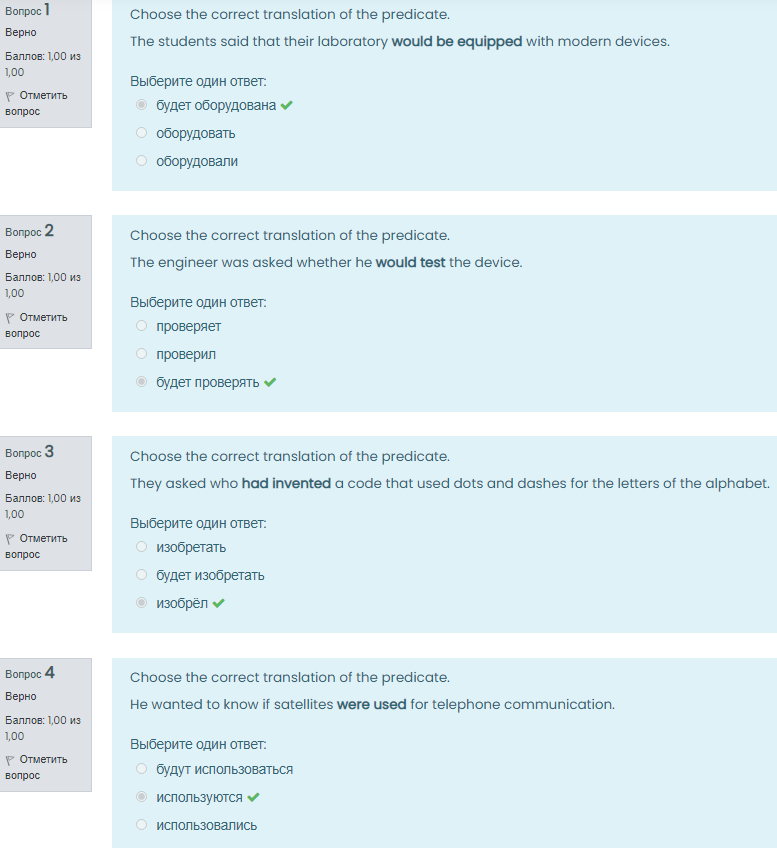 Вопрос 1
Верно
Баллов: 1,00 из
1,00
Отметить
вопрос
Choose the correct translation of the predicate.
The students said that their laboratory would be equipped with modern devices.
Выберите один ответ:
будет оборудована
оборудовать
оборудовали
Вопрос 2
Верно
Баллов: 1,00 из
1,00
Отметить
вопрос
Choose the correct translation of the predicate.
The engineer was asked whether he would test the device.
Выберите один ответ:
проверяет
проверил
будет проверять
Вопрос 3
Верно
Баллов: 1,00 из
1,00
Отметить
вопрос
Choose the correct translation of the predicate.
They asked who had invented a code that used dots and dashes for the letters of the alphabet.
Выберите один ответ:
изобретать
будет изобретать
изобрёл
Вопрос 4
Верно
Баллов: 1,00 из
1,00
Отметить
вопрос
Choose the correct translation of the predicate.
He wanted to know if satellites were used for telephone communication.
Выберите один ответ:
будут использоваться
используются
использовались